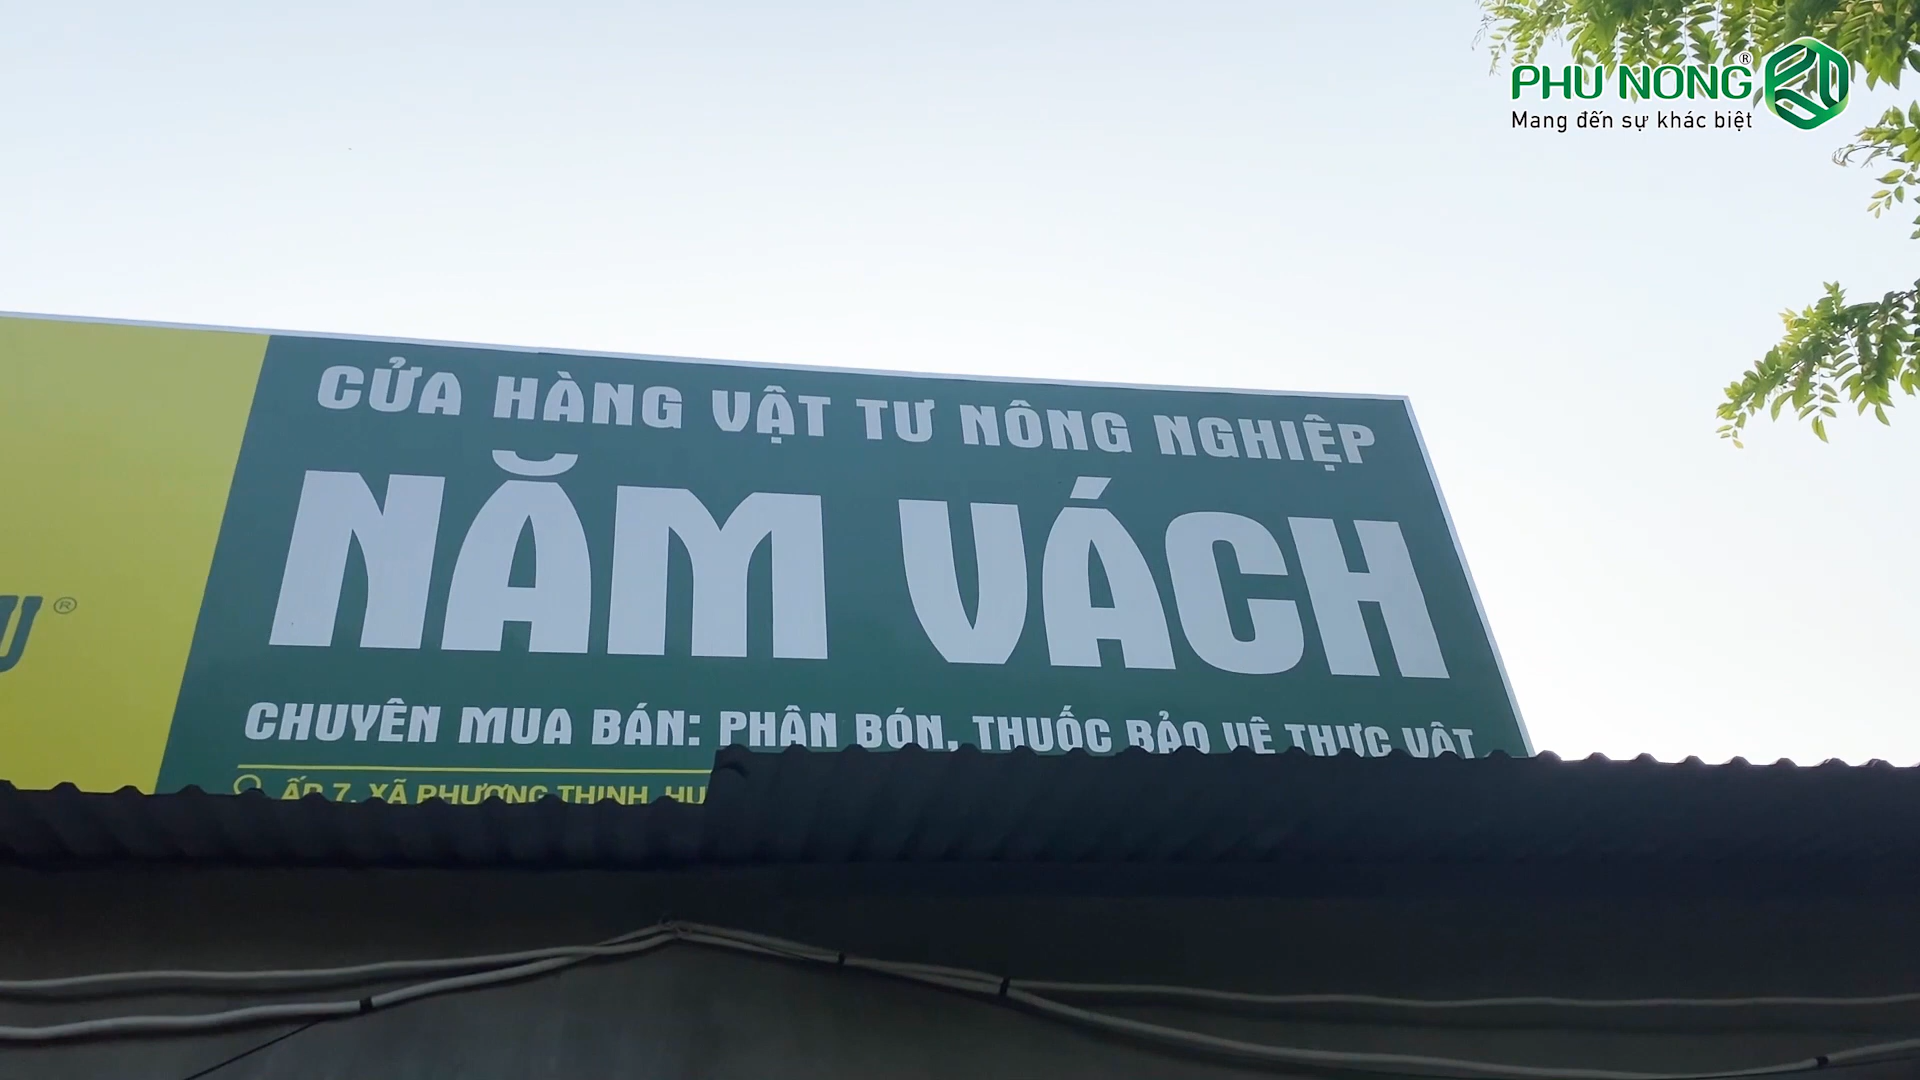 PHU NONG®
Mang đến sự khác biệt
CỬA HÀNG VẬT TƯ NÔNG NGHIỆP
NĂM VÁCH
CHUYÊN MUA BÁN: PHÂN BÓN, THUỐC BẢO VỆ THỰC VẬT
ẤP 7, XÃ PHƯƠNG THỊNH, HU
®